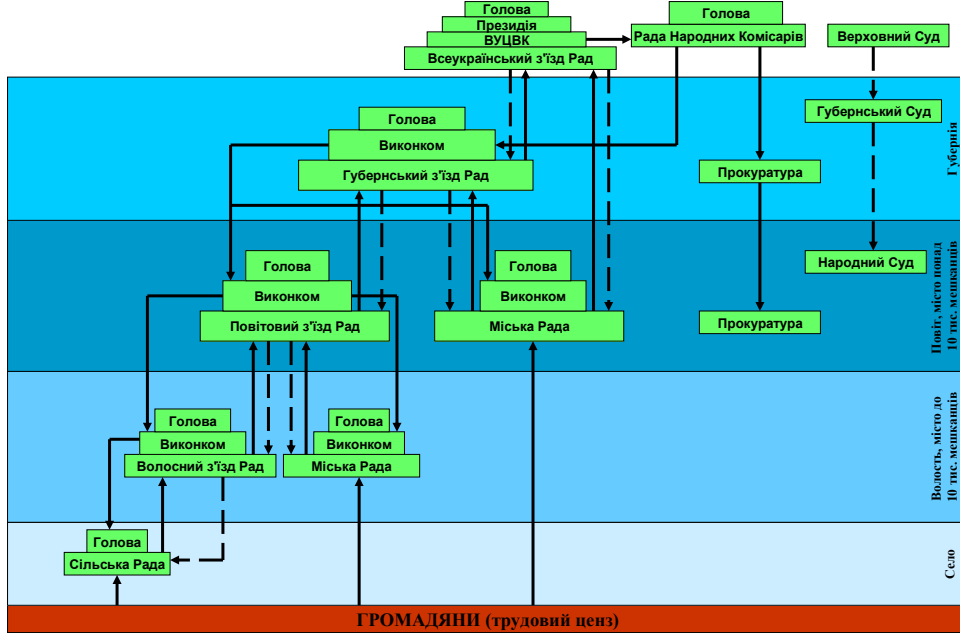 Голова
Президія
ВУЦВК
Всеукраїнський з'їзд Рад
Голова
Рада Народних Комісарів
Верховний Суд
Губернський Суд
Голова
Виконком
Губернський з'їзд Рад
Прокуратура
Губернія
Голова
Виконком
Повітовий з'їзд Рад
Голова
Виконком
Міська Рада
Народний Суд
Прокуратура
Повіт, місто понад
10 тис. мешканців
Голова
Виконком
Волосний з'їзд Рад
Голова
Виконком
Міська Рада
Волость, місто до
10 тис. мешканців
Голова
Сільська Рада
Село
ГРОМАДЯНИ (трудовий ценз)